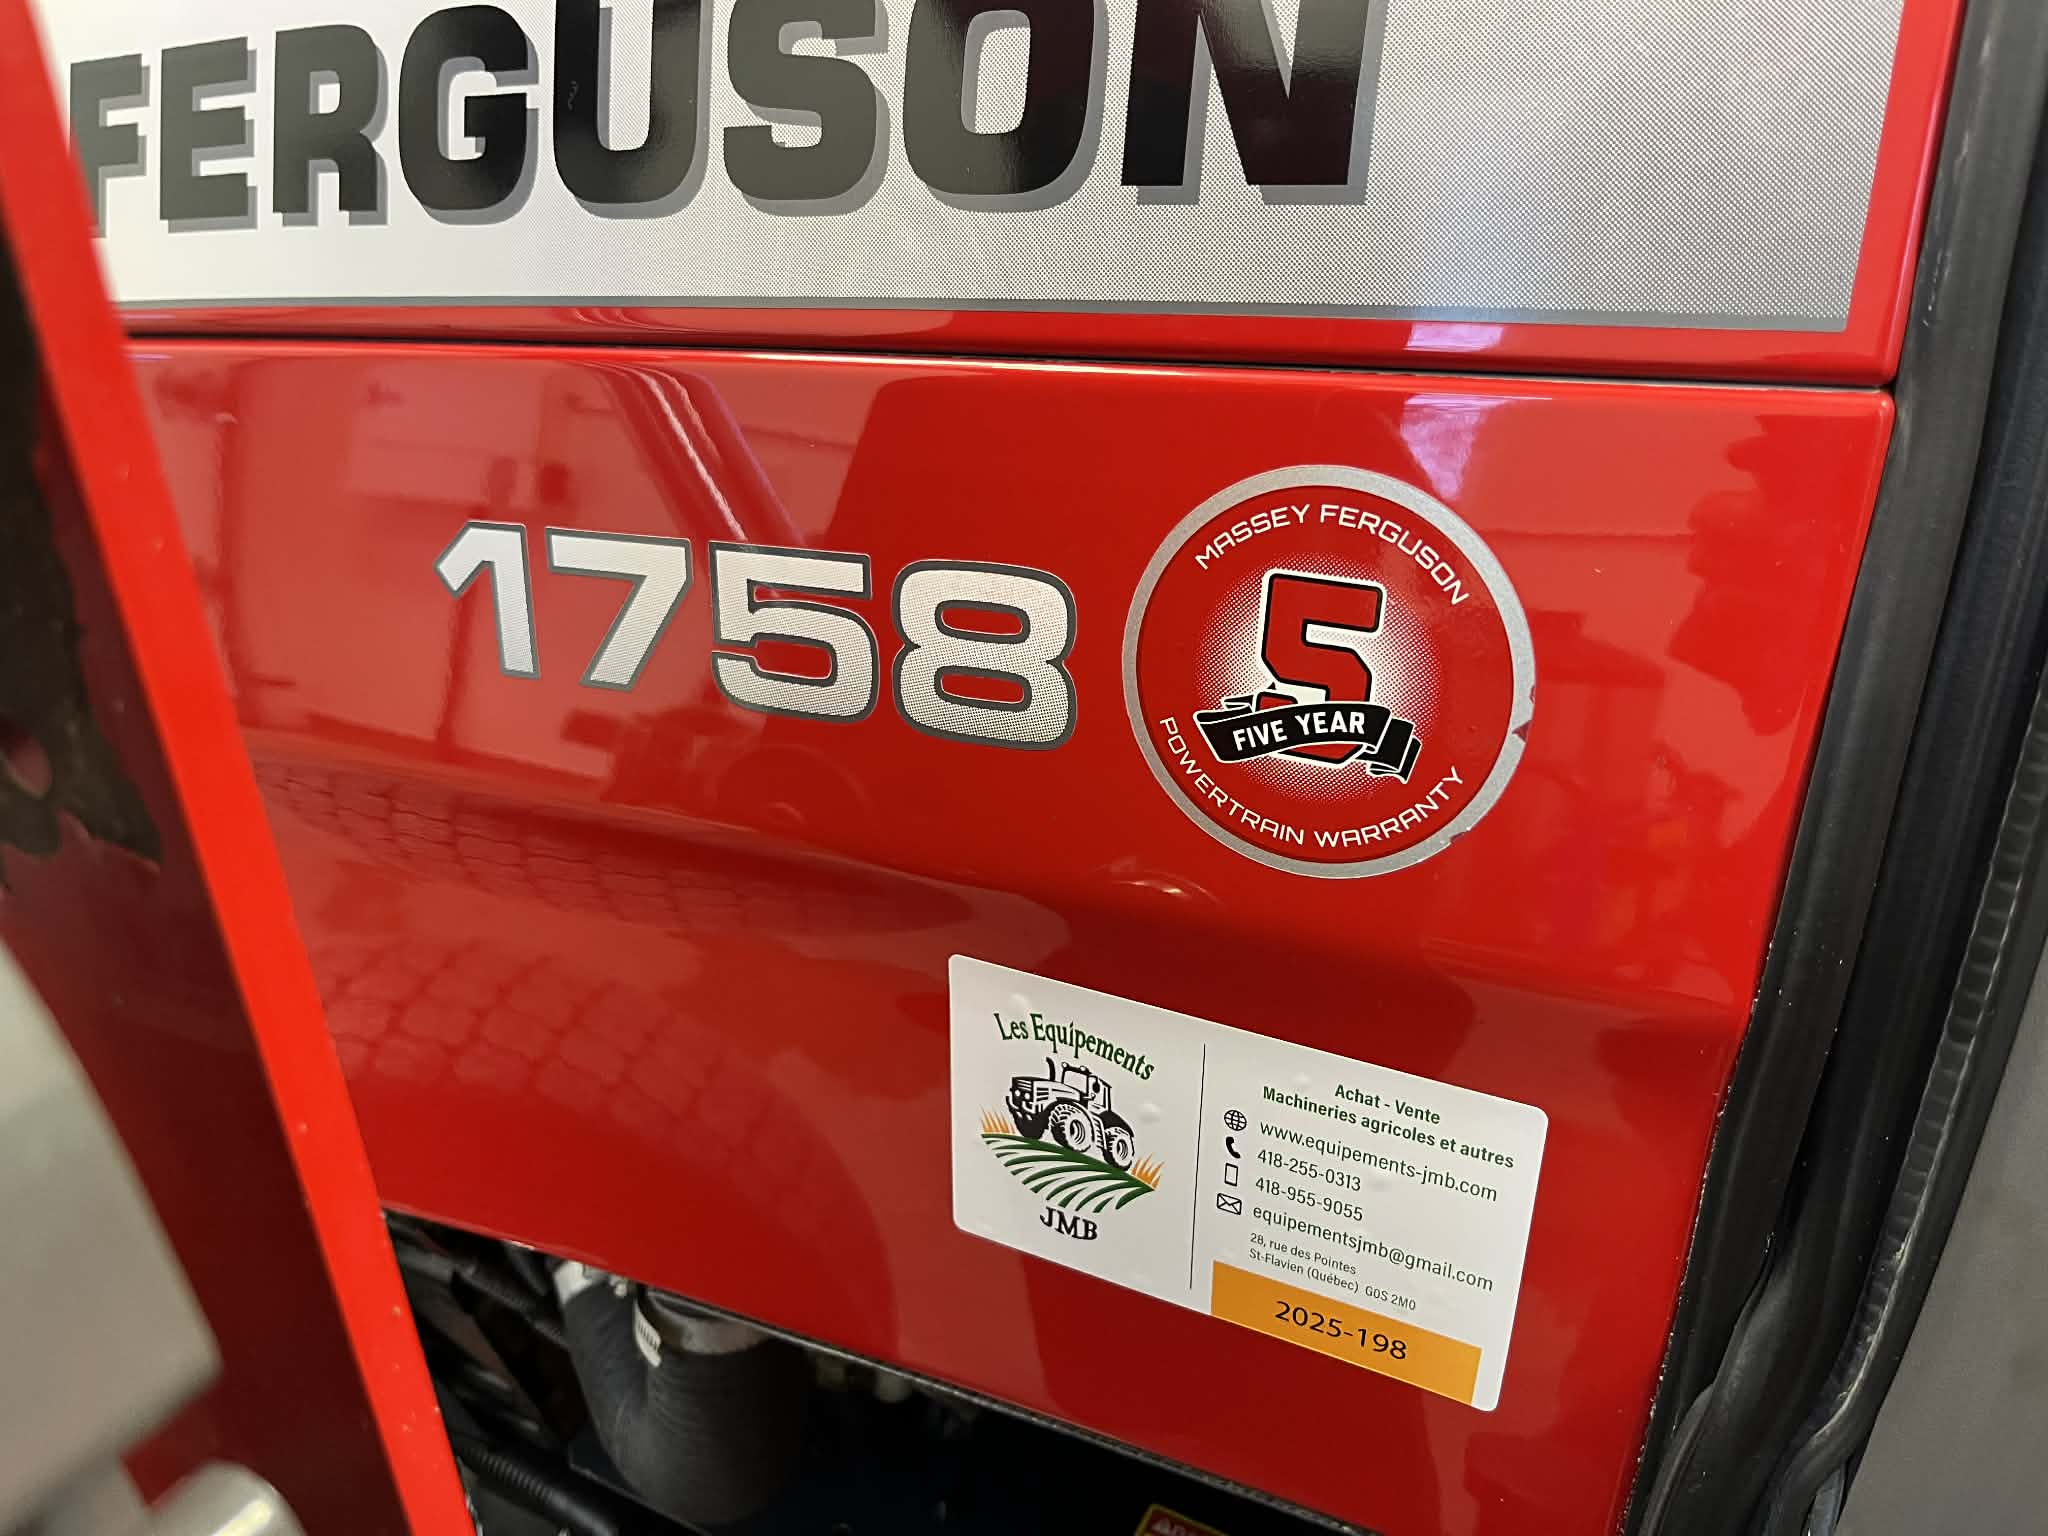 FERGUSON
1758
MASSEY FERGUSON
5
FIVE YEAR
POWERTRAIN WARRANTY
Les Equipements
JMB
Achat - Vente
Machineries agricoles et autres
www.equipements-jmb.com
418-255-0313
418-955-9055
equipementsjmb@gmail.com
28, rue des Pointes
St-Flavien (Québec) G0S 2M0
2025-198